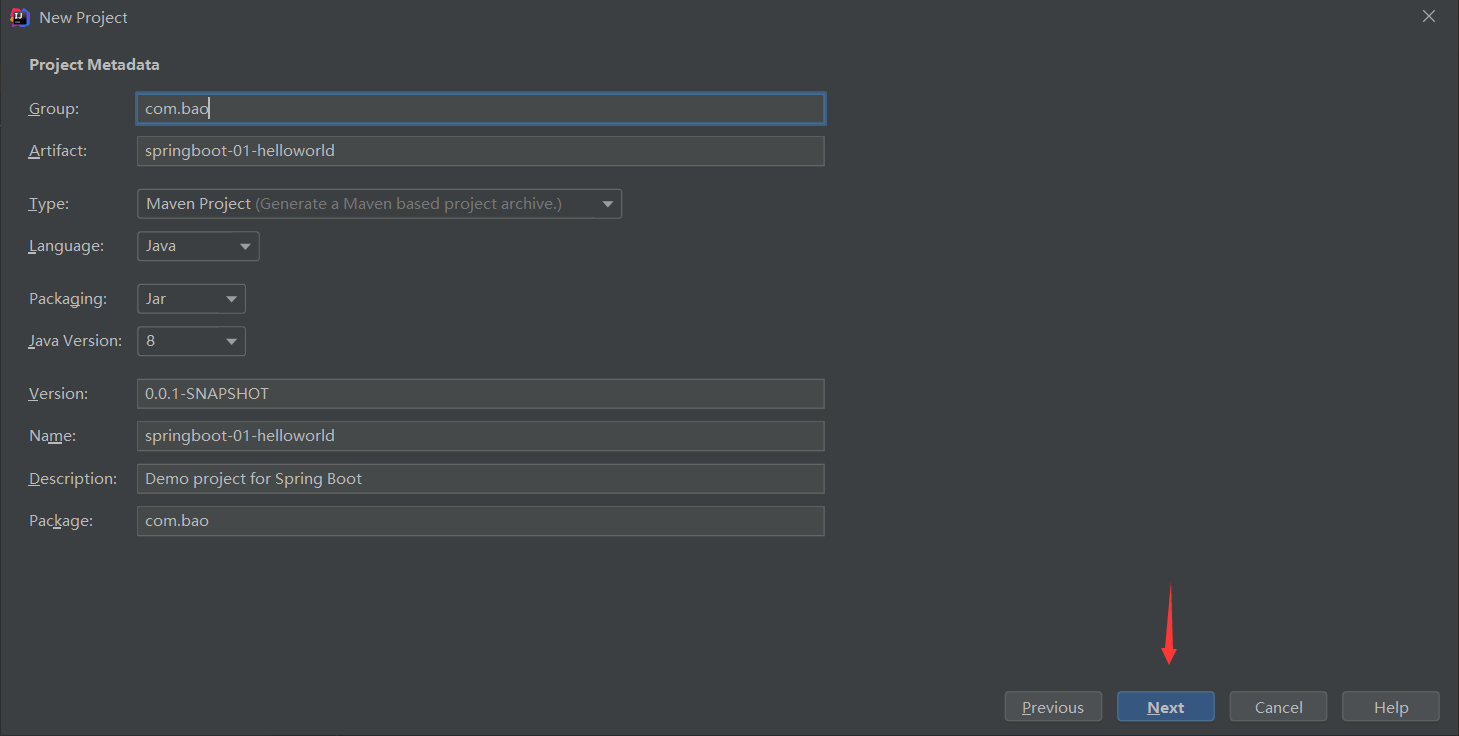 New Project
Project Metadata
Group: com.bao
Artifact: springboot-01-helloworld
Type: Maven Project (Generate a Maven based project archive.)
Language: Java
Packaging: Jar
Java Version: 8
Version: 0.0.1-SNAPSHOT
Name: springboot-01-helloworld
Description: Demo project for Spring Boot
Package: com.bao
Previous Next Cancel Help